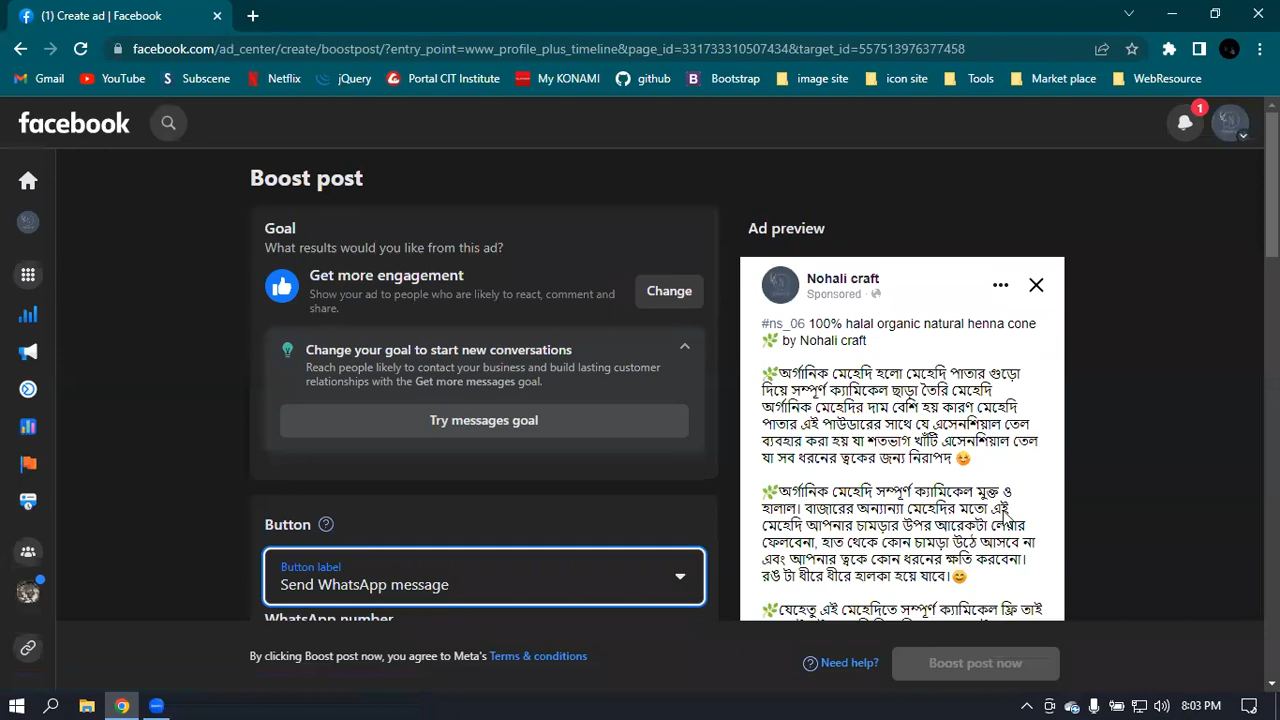 (1) Create ad | Facebook
facebook.com/ad_center/create/boostpost/?entry_point=www_profile_plus_timeline&page_id=331733310507434&target_id=557513976377458
Gmail
YouTube
Subscene
Netflix
jQuery
Portal CIT Institute
My KONAMI
github
Bootstrap
image site
icon site
Tools
Market place
WebResource
facebook
1
Boost post
Goal
What results would you like from this ad?
Get more engagement
Show your ad to people who are likely to react, comment and
share.
Change
Change your goal to start new conversations
Reach people likely to contact your business and build lasting customer
relationships with the Get more messages goal.
Try messages goal
Button
Button label
Send WhatsApp message
WhatsApp number
Ad preview
Nohali craft
Sponsored ·
#ns_06 100% halal organic natural henna cone
🌿 by Nohali craft
🌿অর্গানিক মেহেদি হলো মেহেদি পাতার গুড়ো
দিয়ে সম্পূর্ণ ক্যামিকেল ছাড়া তৈরি মেহেদি
অর্গানিক মেহেদির দাম বেশি হয় কারণ মেহেদি
পাতার এই পাউডারের সাথে যে এসেনশিয়াল তেল
ব্যবহার করা হয় যা শতভাগ খাঁটি এসেনশিয়াল তেল
যা সব ধরনের ত্বকের জন্য নিরাপদ 😊
🌿অর্গানিক মেহেদি সম্পূর্ণ ক্যামিকেল মুক্ত ও
হালাল। বাজারের অন্যান্যা মেহেদির মতো এই
মেহেদি আপনার চামড়ার উপর আরেকটা লেয়ার
ফেলবেনা, হাত থেকে কোন চামড়া উঠে আসবে না
এবং আপনার ত্বকে কোন ধরনের ক্ষতি করবেনা।
রঙ টা ধীরে ধীরে হালকা হয়ে যাবে।😊
🌿যেহেতু এই মেহেদিতে সম্পূর্ণ ক্যামিকেল ফ্রি তাই
By clicking Boost post now, you agree to Meta's Terms & conditions
Need help?
Boost post now
8:03 PM